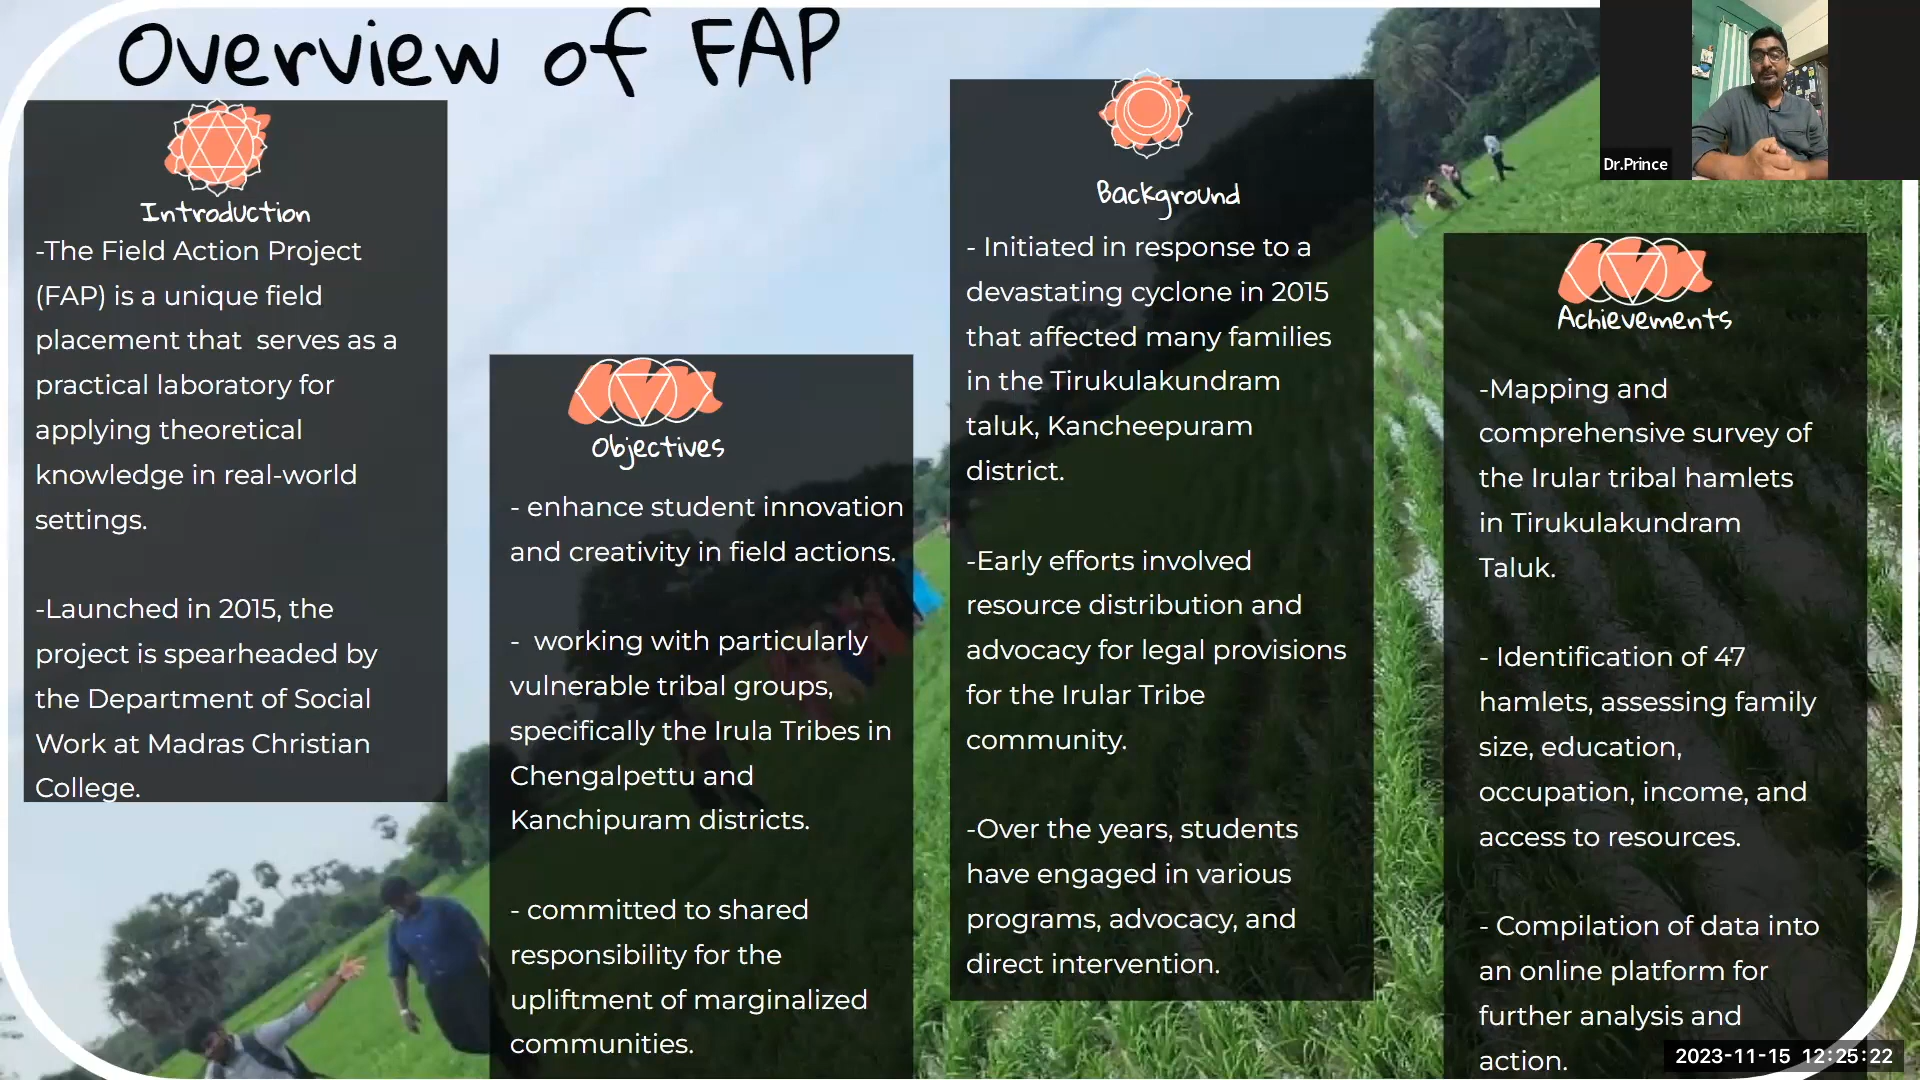 Overview of FAP
Introduction
-The Field Action Project
(FAP) is a unique field
placement that  serves as a
practical laboratory for
applying theoretical
knowledge in real-world
settings.
-Launched in 2015, the
project is spearheaded by
the Department of Social
Work at Madras Christian
College.
Objectives
- enhance student innovation
and creativity in field actions.
-  working with particularly
vulnerable tribal groups,
specifically the Irula Tribes in
Chengalpettu and
Kanchipuram districts.
- committed to shared
responsibility for the
upliftment of marginalized
communities.
Background
- Initiated in response to a
devastating cyclone in 2015
that affected many families
in the Tirukulakundram
taluk, Kancheepuram
district.
-Early efforts involved
resource distribution and
advocacy for legal provisions
for the Irular Tribe
community.
-Over the years, students
have engaged in various
programs, advocacy, and
direct intervention.
Achievements
-Mapping and
comprehensive survey of
the Irular tribal hamlets
in Tirukulakundram
Taluk.
- Identification of 47
hamlets, assessing family
size, education,
occupation, income, and
access to resources.
- Compilation of data into
an online platform for
further analysis and
action.
Dr.Prince
2023-11-15 12:25:22